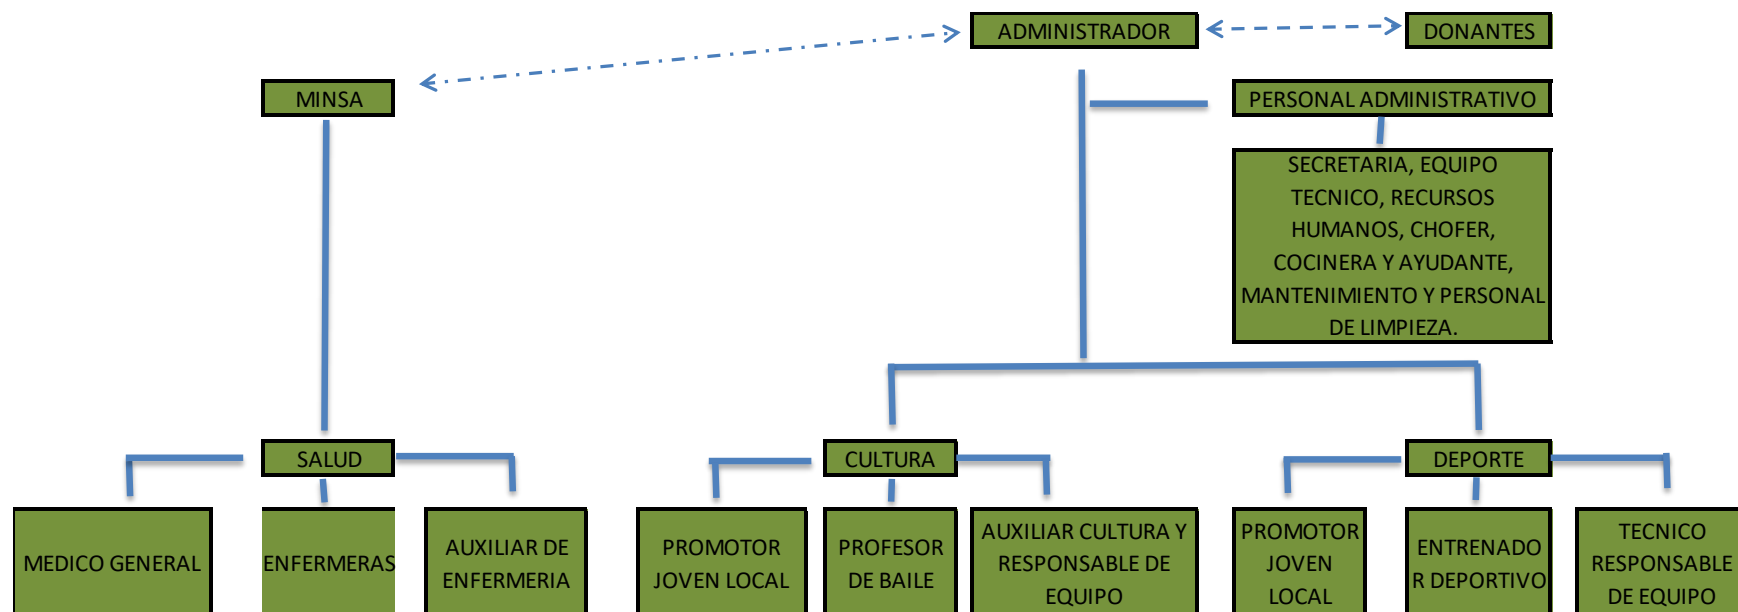 ADMINISTRADOR
DONANTES
MINSA
PERSONAL ADMINISTRATIVO
SECRETARIA, EQUIPO
TECNICO, RECURSOS
HUMANOS, CHOFER,
COCINERA Y AYUDANTE,
MANTENIMIENTO Y PERSONAL
DE LIMPIEZA.
SALUD
CULTURA
DEPORTE
MEDICO GENERAL
ENFERMERAS
AUXILIAR DE
ENFERMERIA
PROMOTOR
JOVEN LOCAL
PROFESOR
DE BAILE
AUXILIAR CULTURA Y
RESPONSABLE DE
EQUIPO
PROMOTOR
JOVEN
LOCAL
ENTRENADO
R DEPORTIVO
TECNICO
RESPONSABLE
DE EQUIPO